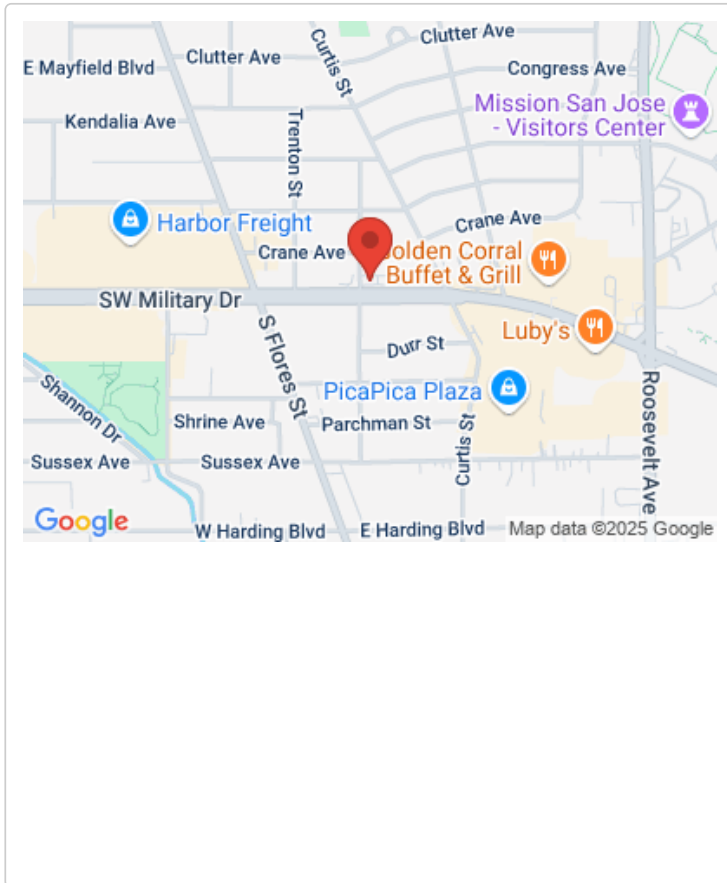 Clutter Ave
Curtis St
E Mayfield Blvd
Clutter Ave
Congress Ave
Mission San Jose
- Visitors Center
Kendalia Ave
Trenton St
Harbor Freight
Crane Ave
Crane Ave
olden Corral
Buffet & Grill
SW Military Dr
Luby's
S Flores St
Durr St
PicaPica Plaza
Roosevelt Ave
Shannon Dr
Shrine Ave
Parchman St
Curtis St
Sussex Ave
Sussex Ave
Google
W Harding Blvd
E Harding Blvd
Map data ©2025 Google